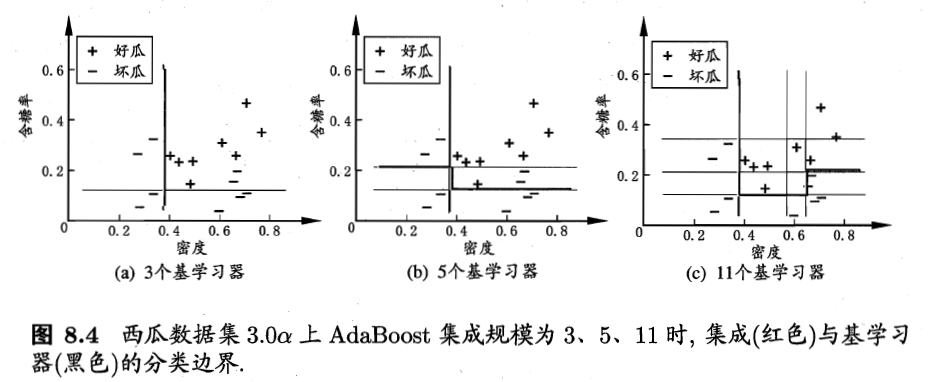 + 好瓜
− 坏瓜
0.6
0.4
0.2
含糖率
0 0.2 0.4 0.6 0.8
密度
(a) 3个基学习器
+ 好瓜
− 坏瓜
0.6
0.4
0.2
含糖率
0 0.2 0.4 0.6 0.8
密度
(b) 5个基学习器
+ 好瓜
− 坏瓜
0.6
0.4
0.2
含糖率
0 0.2 0.4 0.6 0.8
密度
(c) 11个基学习器
图 8.4 西瓜数据集3.0α 上 AdaBoost 集成规模为 3、5、11 时, 集成(红色)与基学习
器(黑色)的分类边界.